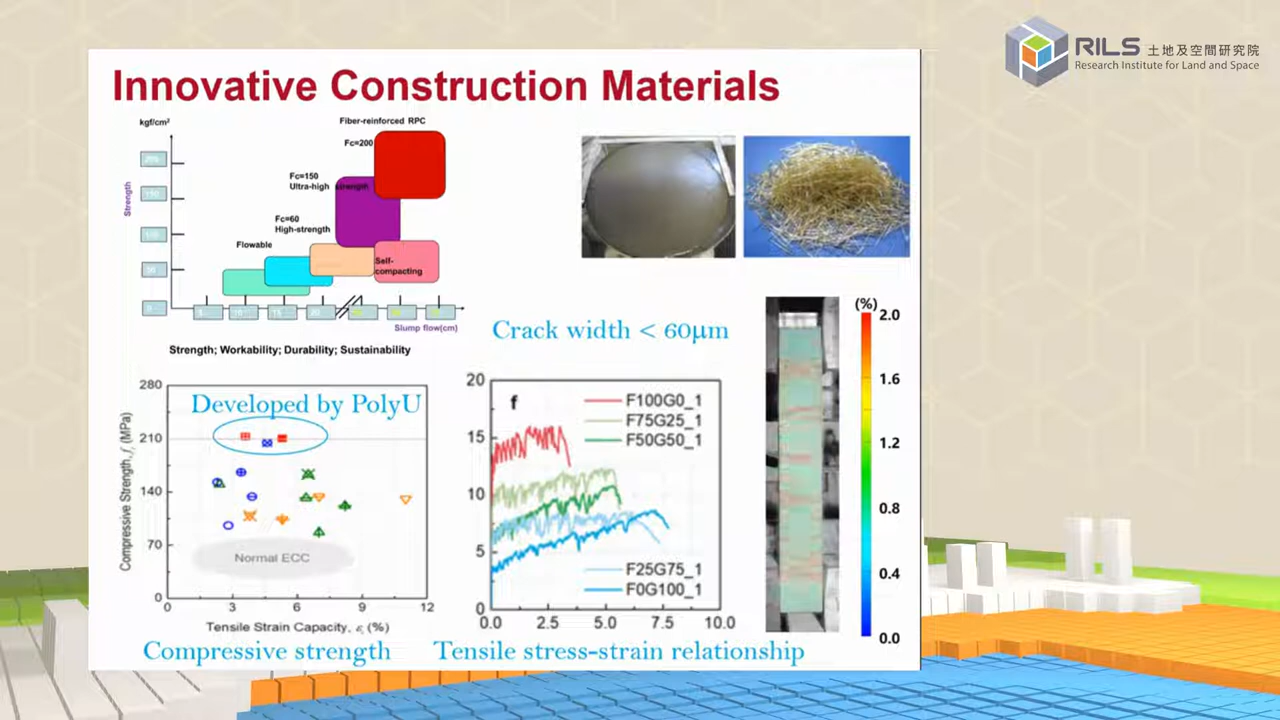 RILS 土地及空間研究院
Research Institute for Land and Space
Innovative Construction Materials
kgf/cm²
Fiber-reinforced RPC
Fc=200
Fc=150
Ultra-high strength
Fc=60
High-strength
Flowable
Self-
compacting
Strength
Slump flow(cm)
Strength; Workability; Durability; Sustainability
Crack width < 60μm
(%)
2.0
1.6
1.2
0.8
0.4
0.0
280
210
140
70
0
0 3 6 9 12
Developed by PolyU
Normal ECC
Compressive Strength, (MPa)
Tensile Strain Capacity, (%)
Compressive strength
20
15
10
5
0
0.0 2.5 5.0 7.5 10.0
f
F100G0_1
F75G25_1
F50G50_1
F25G75_1
F0G100_1
Tensile stress-strain relationship